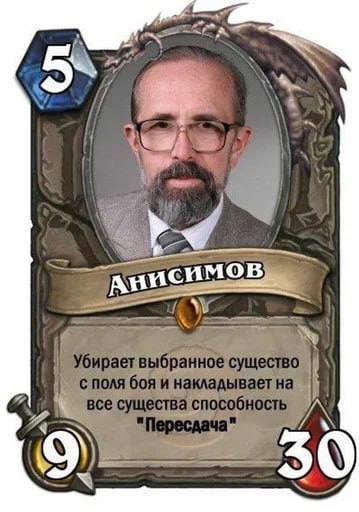 5
Анисимов
Убирает выбранное существо
с поля боя и накладывает на
все существа способность
"Пересдача"
9
30